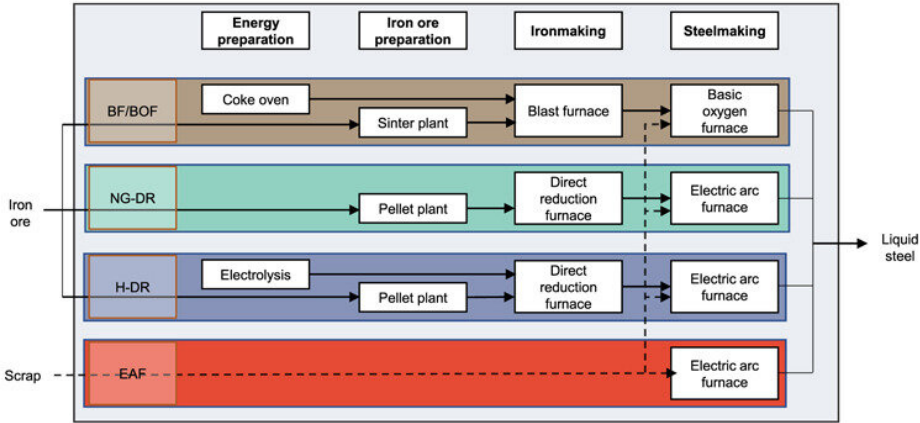 Energy
preparation
Iron ore
preparation
Ironmaking
Steelmaking
BF/BOF
Coke oven
Sinter plant
Blast furnace
Basic
oxygen
furnace
Iron
ore
NG-DR
Pellet plant
Direct
reduction
furnace
Electric arc
furnace
Liquid
steel
H-DR
Electrolysis
Pellet plant
Direct
reduction
furnace
Electric arc
furnace
Scrap
EAF
Electric arc
furnace